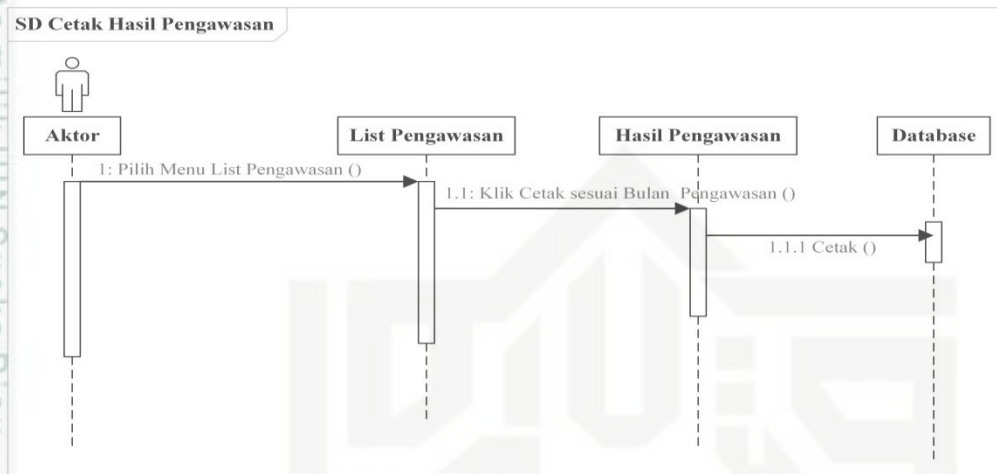 SD Cetak Hasil Pengawasan
Aktor
List Pengawasan
Hasil Pengawasan
Database
1: Pilih Menu List Pengawasan ()
1.1: Klik Cetak sesuai Bulan Pengawasan ()
1.1.1 Cetak ()